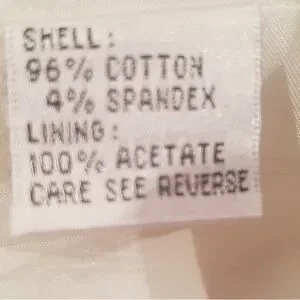 SHELL:
96% COTTON
4% SPANDEX
LINING:
100% ACETATE
CARE SEE REVERSE